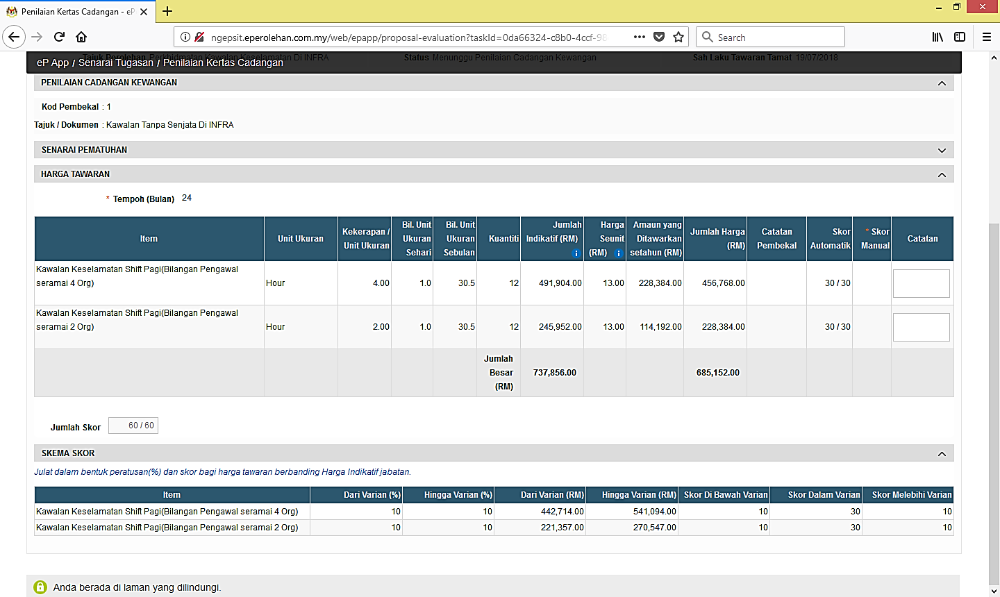 Penilaian Kertas Cadangan - eP
ngepsit.eperolehan.com.my/web/epapp/proposal-evaluation?taskId=0da66324-c8b0-4ccf-98
Search
Tajuk Perolehan Perkhidmatan Kawalan Keselamatan Di INFRA Status Menunggu Penilaian Cadangan Kewangan Sah Laku Tawaran Tamat 19/07/2018
eP App / Senarai Tugasan / Penilaian Kertas Cadangan
PENILAIAN CADANGAN KEWANGAN
Kod Pembekal : 1
Tajuk / Dokumen : Kawalan Tanpa Senjata Di INFRA
SENARAI PEMATUHAN
HARGA TAWARAN
* Tempoh (Bulan) 24
Item Unit Ukuran Kekerapan / Unit Ukuran Bil. Unit Ukuran Sehari Bil. Unit Ukuran Sebulan Kuantiti Jumlah Indikatif (RM) Harga Seunit (RM) Amaun yang Ditawarkan setahun (RM) Jumlah Harga (RM) Catatan Pembekal Skor Automatik * Skor Manual Catatan
Kawalan Keselamatan Shift Pagi(Bilangan Pengawal
seramai 4 Org) Hour 4.00 1.0 30.5 12 491,904.00 13.00 228,384.00 456,768.00 30 / 30
Kawalan Keselamatan Shift Pagi(Bilangan Pengawal
seramai 2 Org) Hour 2.00 1.0 30.5 12 245,952.00 13.00 114,192.00 228,384.00 30 / 30
Jumlah
Besar 737,856.00 685,152.00
(RM)
Jumlah Skor 60 / 60
SKEMA SKOR
Julat dalam bentuk peratusan(%) dan skor bagi harga tawaran berbanding Harga Indikatif jabatan.
Item Dari Varian (%) Hingga Varian (%) Dari Varian (RM) Hingga Varian (RM) Skor Di Bawah Varian Skor Dalam Varian Skor Melebihi Varian
Kawalan Keselamatan Shift Pagi(Bilangan Pengawal seramai 4 Org) 10 10 442,714.00 541,094.00 10 30 10
Kawalan Keselamatan Shift Pagi(Bilangan Pengawal seramai 2 Org) 10 10 221,357.00 270,547.00 10 30 10
Anda berada di laman yang dilindungi.